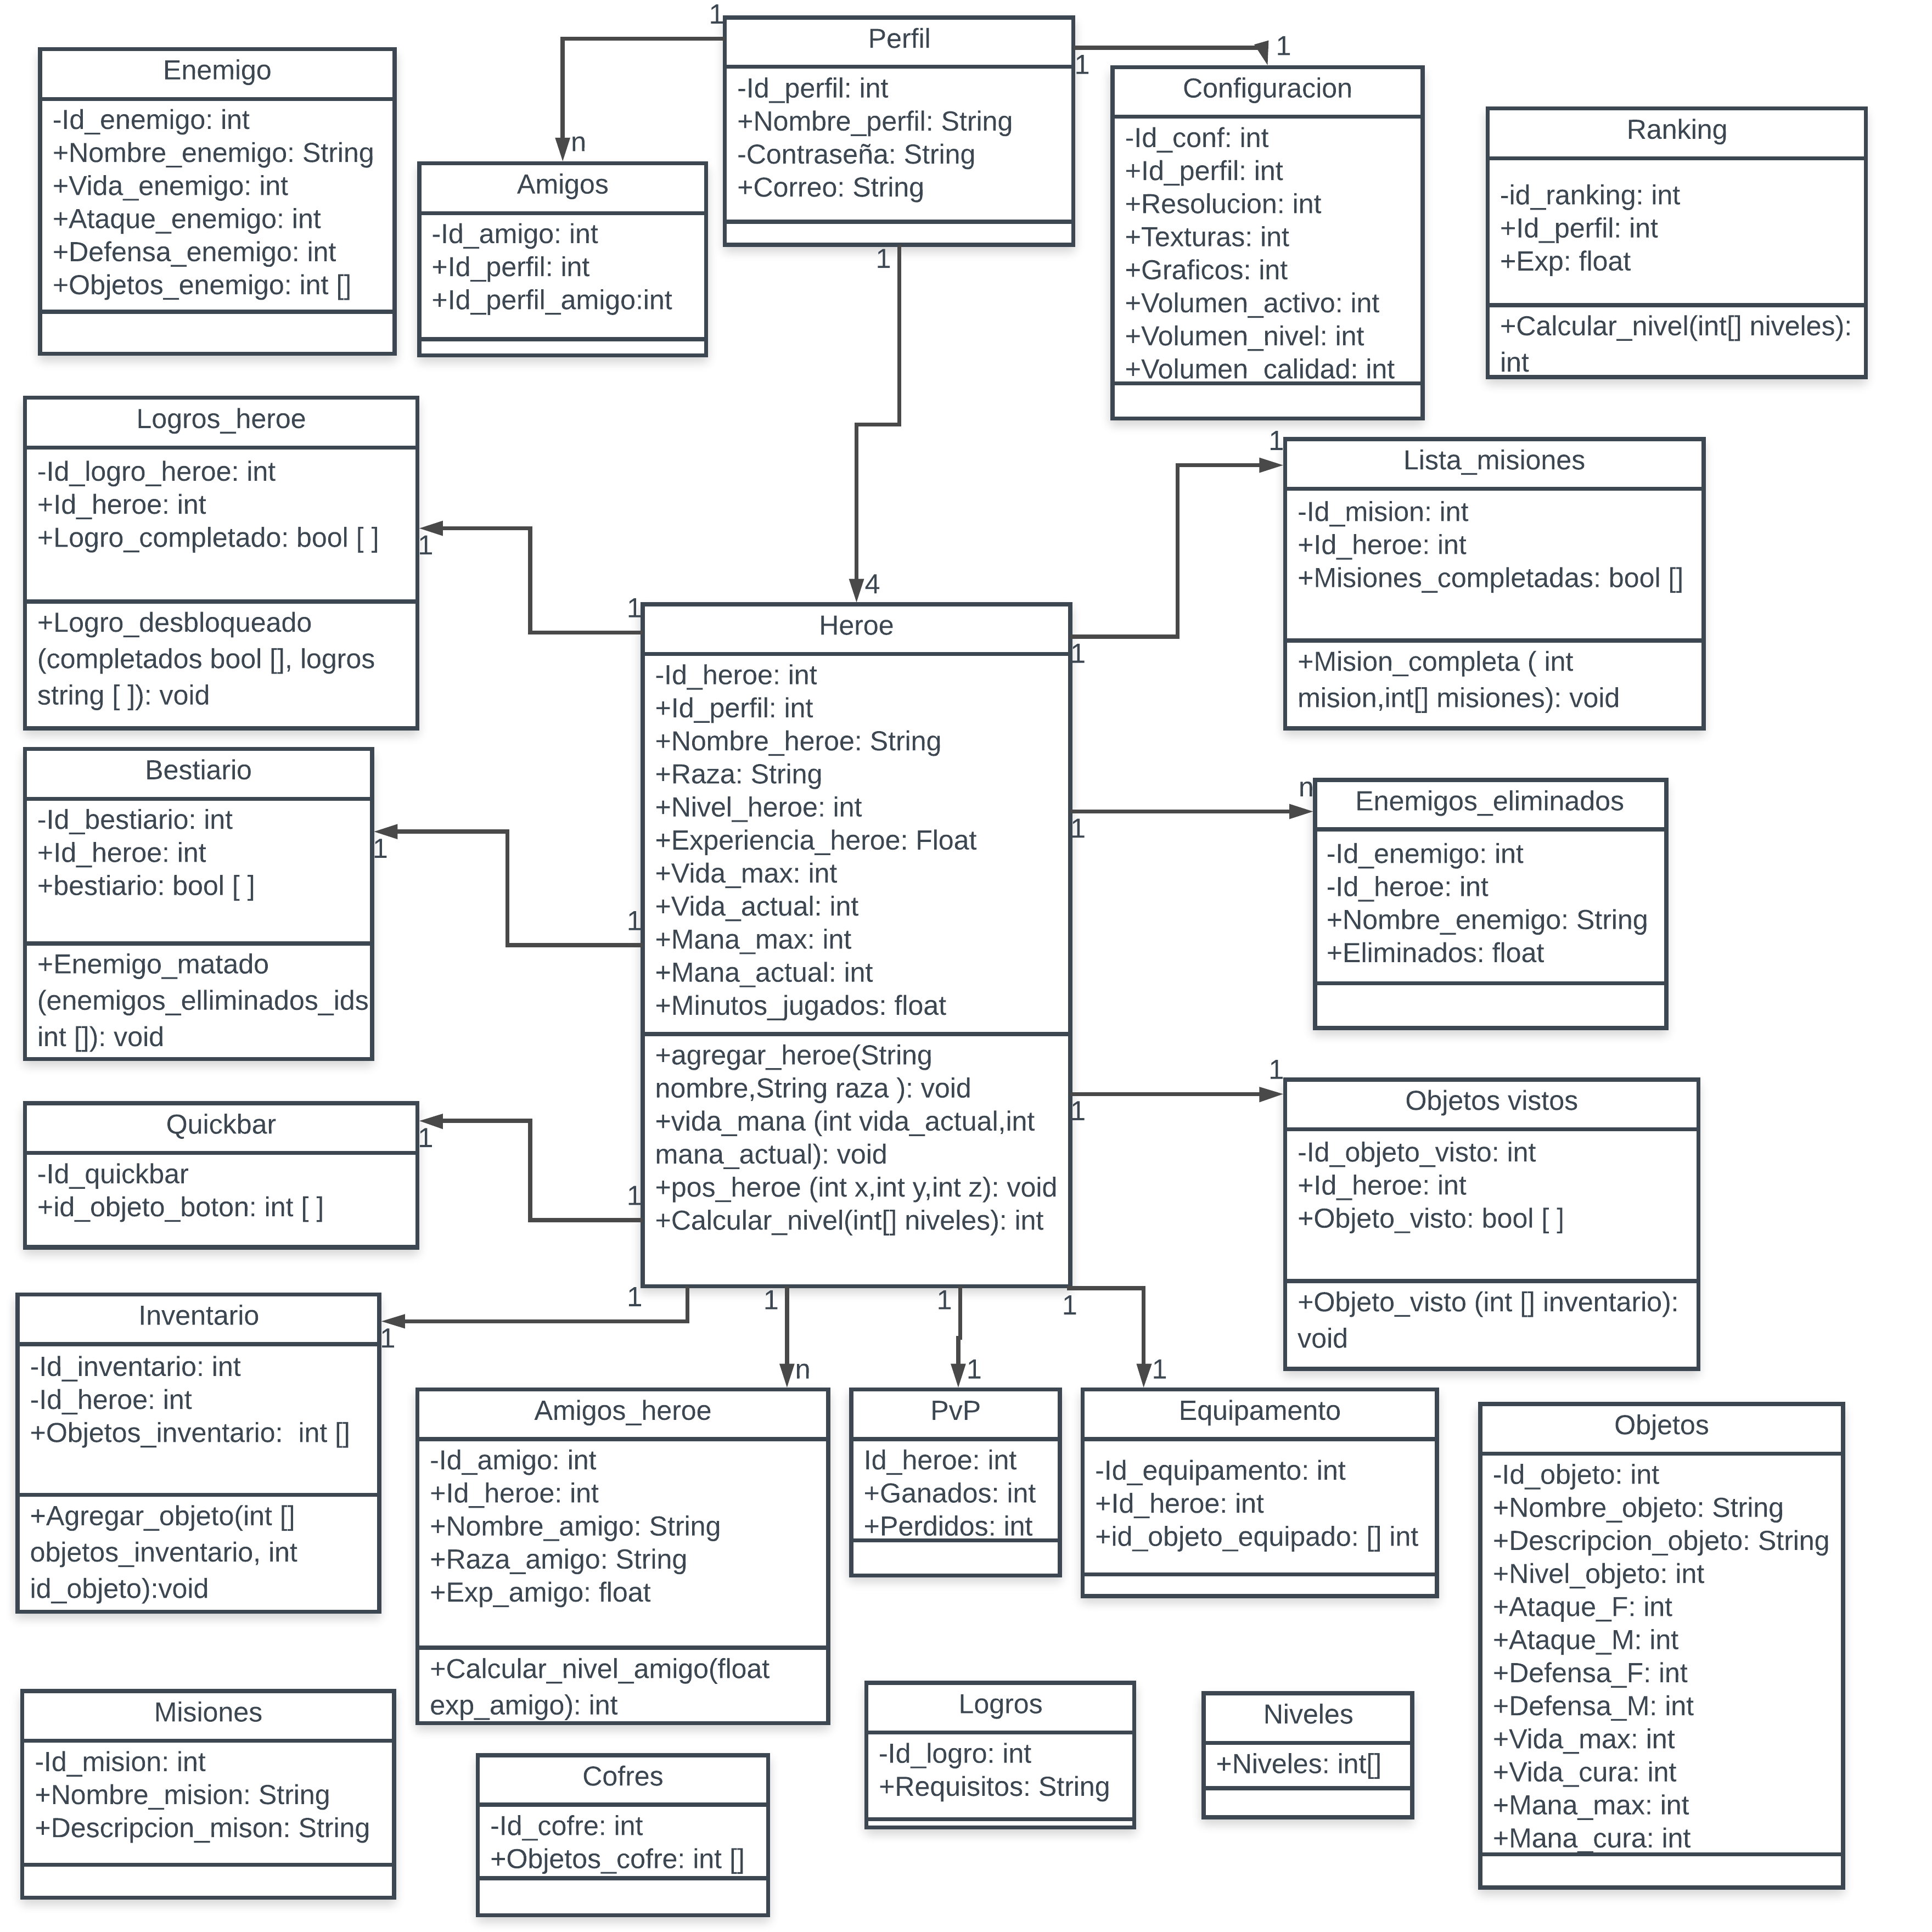 1
Perfil
-Id_perfil: int
+Nombre_perfil: String
-Contraseña: String
+Correo: String
1
1
1
n
Enemigo
-Id_enemigo: int
+Nombre_enemigo: String
+Vida_enemigo: int
+Ataque_enemigo: int
+Defensa_enemigo: int
+Objetos_enemigo: int []
Amigos
-Id_amigo: int
+Id_perfil: int
+Id_perfil_amigo:int
Configuracion
-Id_conf: int
+Id_perfil: int
+Resolucion: int
+Texturas: int
+Graficos: int
+Volumen_activo: int
+Volumen_nivel: int
+Volumen_calidad: int
Ranking
-id_ranking: int
+Id_perfil: int
+Exp: float
+Calcular_nivel(int[] niveles):
int
Logros_heroe
-Id_logro_heroe: int
+Id_heroe: int
+Logro_completado: bool [ ]
+Logro_desbloqueado
(completados bool [], logros
string [ ]): void
1
1
4
Heroe
-Id_heroe: int
+Id_perfil: int
+Nombre_heroe: String
+Raza: String
+Nivel_heroe: int
+Experiencia_heroe: Float
+Vida_max: int
+Vida_actual: int
+Mana_max: int
+Mana_actual: int
+Minutos_jugados: float
+agregar_heroe(String
nombre,String raza ): void
+vida_mana (int vida_actual,int
mana_actual): void
+pos_heroe (int x,int y,int z): void
+Calcular_nivel(int[] niveles): int
1
1
Lista_misiones
-Id_mision: int
+Id_heroe: int
+Misiones_completadas: bool []
+Mision_completa ( int
mision,int[] misiones): void
Bestiario
-Id_bestiario: int
+Id_heroe: int
+bestiario: bool [ ]
+Enemigo_matado
(enemigos_elliminados_ids
int []): void
1
1
n
1
Enemigos_eliminados
-Id_enemigo: int
-Id_heroe: int
+Nombre_enemigo: String
+Eliminados: float
Quickbar
-Id_quickbar
+id_objeto_boton: int [ ]
1
1
1
1
Objetos vistos
-Id_objeto_visto: int
+Id_heroe: int
+Objeto_visto: bool [ ]
+Objeto_visto (int [] inventario):
void
Inventario
-Id_inventario: int
-Id_heroe: int
+Objetos_inventario:  int []
+Agregar_objeto(int []
objetos_inventario, int
id_objeto):void
1
1
1
n
1
1
1
1
Amigos_heroe
-Id_amigo: int
+Id_heroe: int
+Nombre_amigo: String
+Raza_amigo: String
+Exp_amigo: float
+Calcular_nivel_amigo(float
exp_amigo): int
PvP
Id_heroe: int
+Ganados: int
+Perdidos: int
Equipamento
-Id_equipamento: int
+Id_heroe: int
+id_objeto_equipado: [] int
Objetos
-Id_objeto: int
+Nombre_objeto: String
+Descripcion_objeto: String
+Nivel_objeto: int
+Ataque_F: int
+Ataque_M: int
+Defensa_F: int
+Defensa_M: int
+Vida_max: int
+Vida_cura: int
+Mana_max: int
+Mana_cura: int
Misiones
-Id_mision: int
+Nombre_mision: String
+Descripcion_mison: String
Cofres
-Id_cofre: int
+Objetos_cofre: int []
Logros
-Id_logro: int
+Requisitos: String
Niveles
+Niveles: int[]